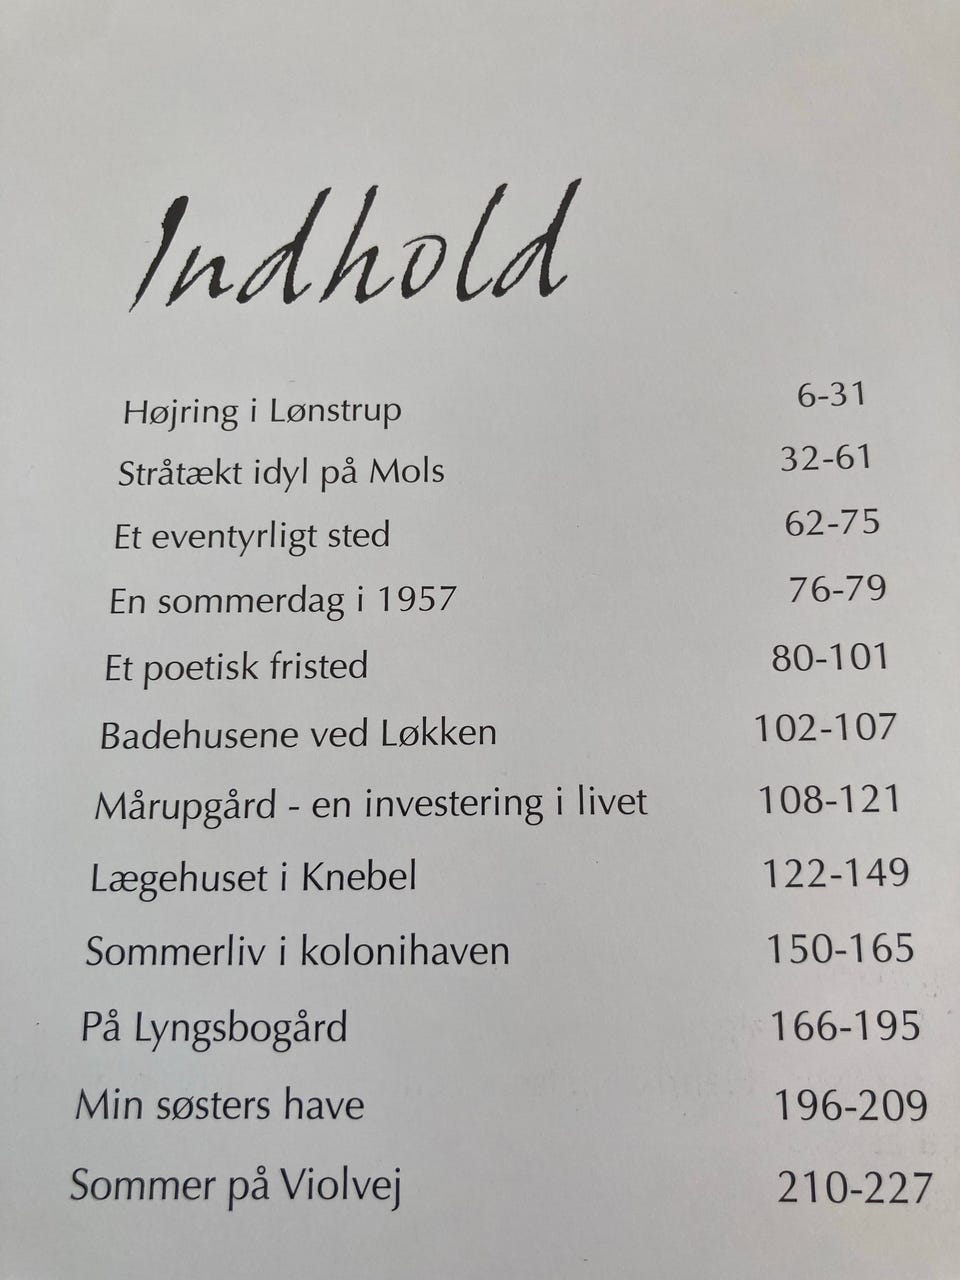 Indhold
Højring i Lønstrup 6-31
Stråtækt idyl på Mols 32-61
Et eventyrligt sted 62-75
En sommerdag i 1957 76-79
Et poetisk fristed 80-101
Badehusene ved Løkken 102-107
Mårupgård - en investering i livet 108-121
Lægehuset i Knebel 122-149
Sommerliv i kolonihaven 150-165
På Lyngsbogård 166-195
Min søsters have 196-209
Sommer på Violvej 210-227